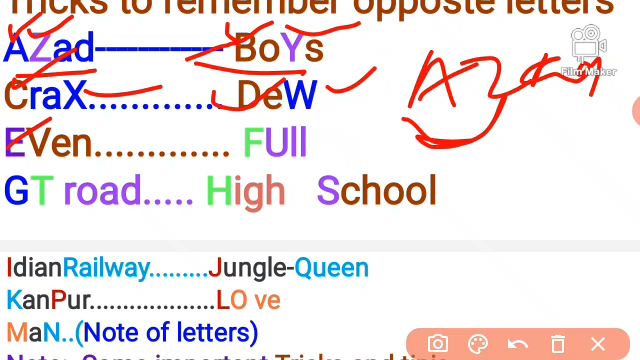 Tricks to remember opposte letters
AZad-------------- BoYs
CraX............ DeW
EVen............. FUll
GT road..... High School
IdianRailway.........Jungle-Queen
KanPur..................LO ve
MaN..(Note of letters)
Film Maker